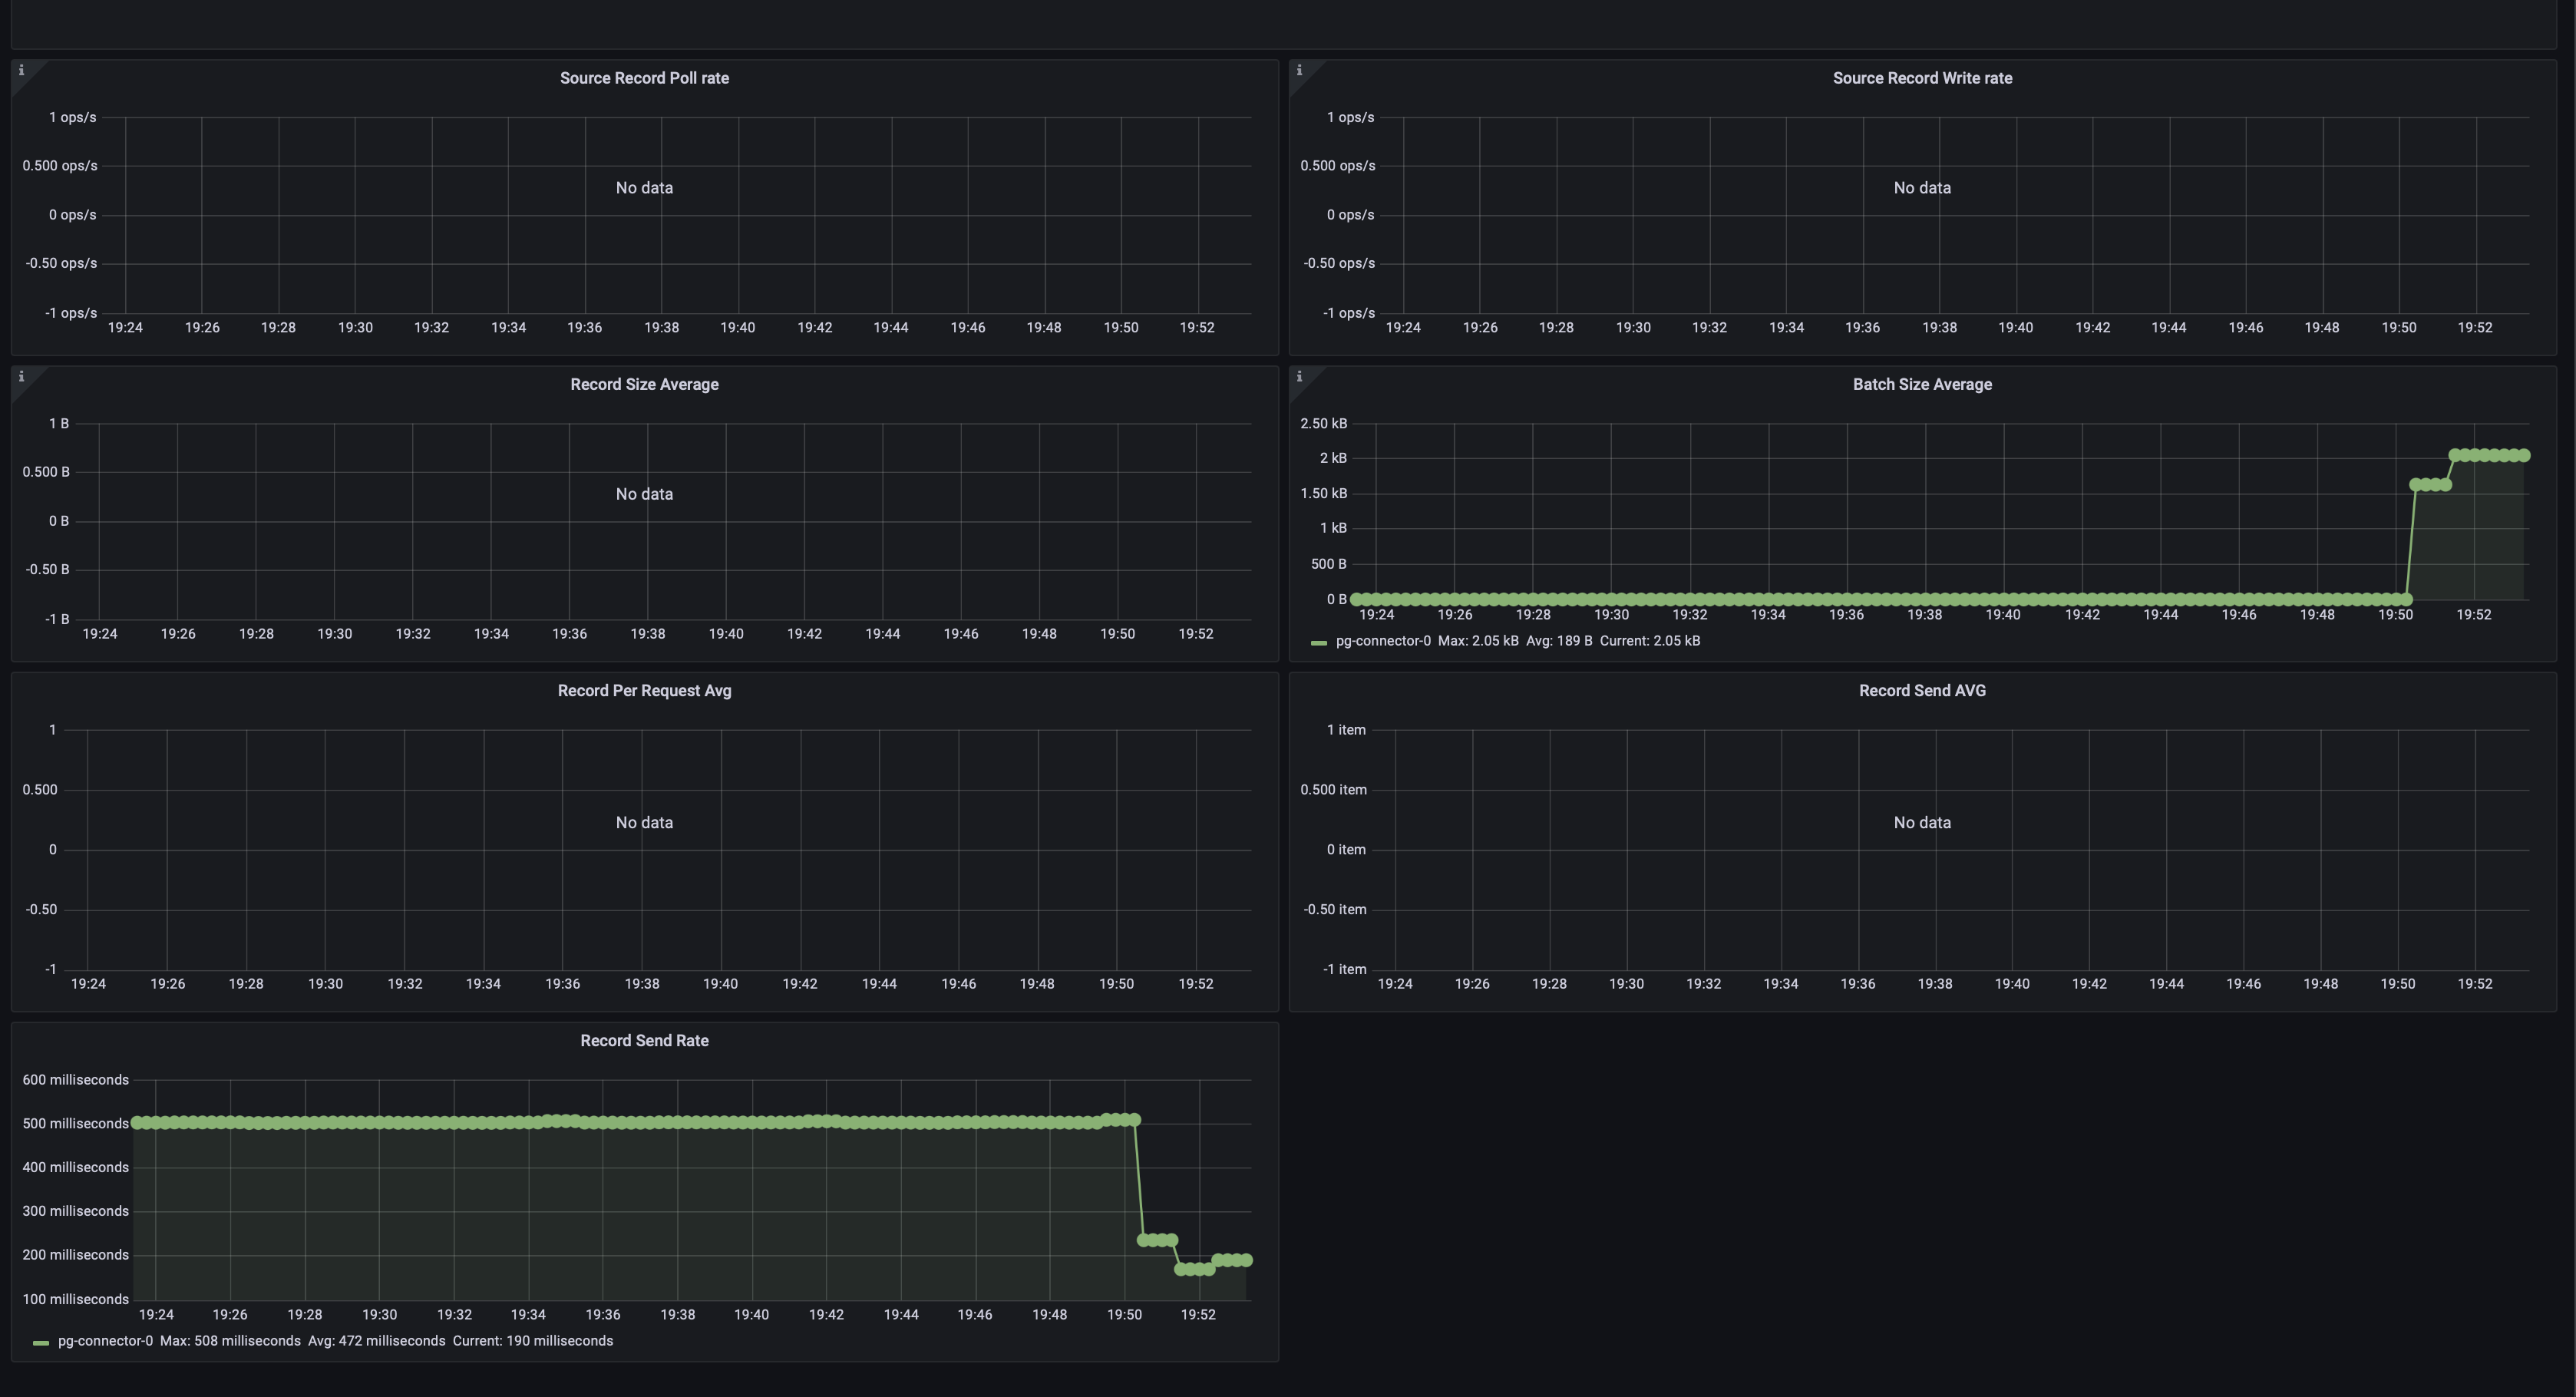 Source Record Poll rate
1 ops/s
0.500 ops/s
No data
0 ops/s
-0.50 ops/s
-1 ops/s
19:24 19:26 19:28 19:30 19:32 19:34 19:36 19:38 19:40 19:42 19:44 19:46 19:48 19:50 19:52
Source Record Write rate
1 ops/s
0.500 ops/s
No data
0 ops/s
-0.50 ops/s
-1 ops/s
19:24 19:26 19:28 19:30 19:32 19:34 19:36 19:38 19:40 19:42 19:44 19:46 19:48 19:50 19:52
Record Size Average
1 B
0.500 B
No data
0 B
-0.50 B
-1 B
19:24 19:26 19:28 19:30 19:32 19:34 19:36 19:38 19:40 19:42 19:44 19:46 19:48 19:50 19:52
Batch Size Average
2.50 kB
2 kB
1.50 kB
1 kB
500 B
0 B
19:24 19:26 19:28 19:30 19:32 19:34 19:36 19:38 19:40 19:42 19:44 19:46 19:48 19:50 19:52
pg-connector-0 Max: 2.05 kB Avg: 189 B Current: 2.05 kB
Record Per Request Avg
1
0.500
No data
0
-0.50
-1
19:24 19:26 19:28 19:30 19:32 19:34 19:36 19:38 19:40 19:42 19:44 19:46 19:48 19:50 19:52
Record Send AVG
1 item
0.500 item
No data
0 item
-0.50 item
-1 item
19:24 19:26 19:28 19:30 19:32 19:34 19:36 19:38 19:40 19:42 19:44 19:46 19:48 19:50 19:52
Record Send Rate
600 milliseconds
500 milliseconds
400 milliseconds
300 milliseconds
200 milliseconds
100 milliseconds
19:24 19:26 19:28 19:30 19:32 19:34 19:36 19:38 19:40 19:42 19:44 19:46 19:48 19:50 19:52
pg-connector-0 Max: 508 milliseconds Avg: 472 milliseconds Current: 190 milliseconds